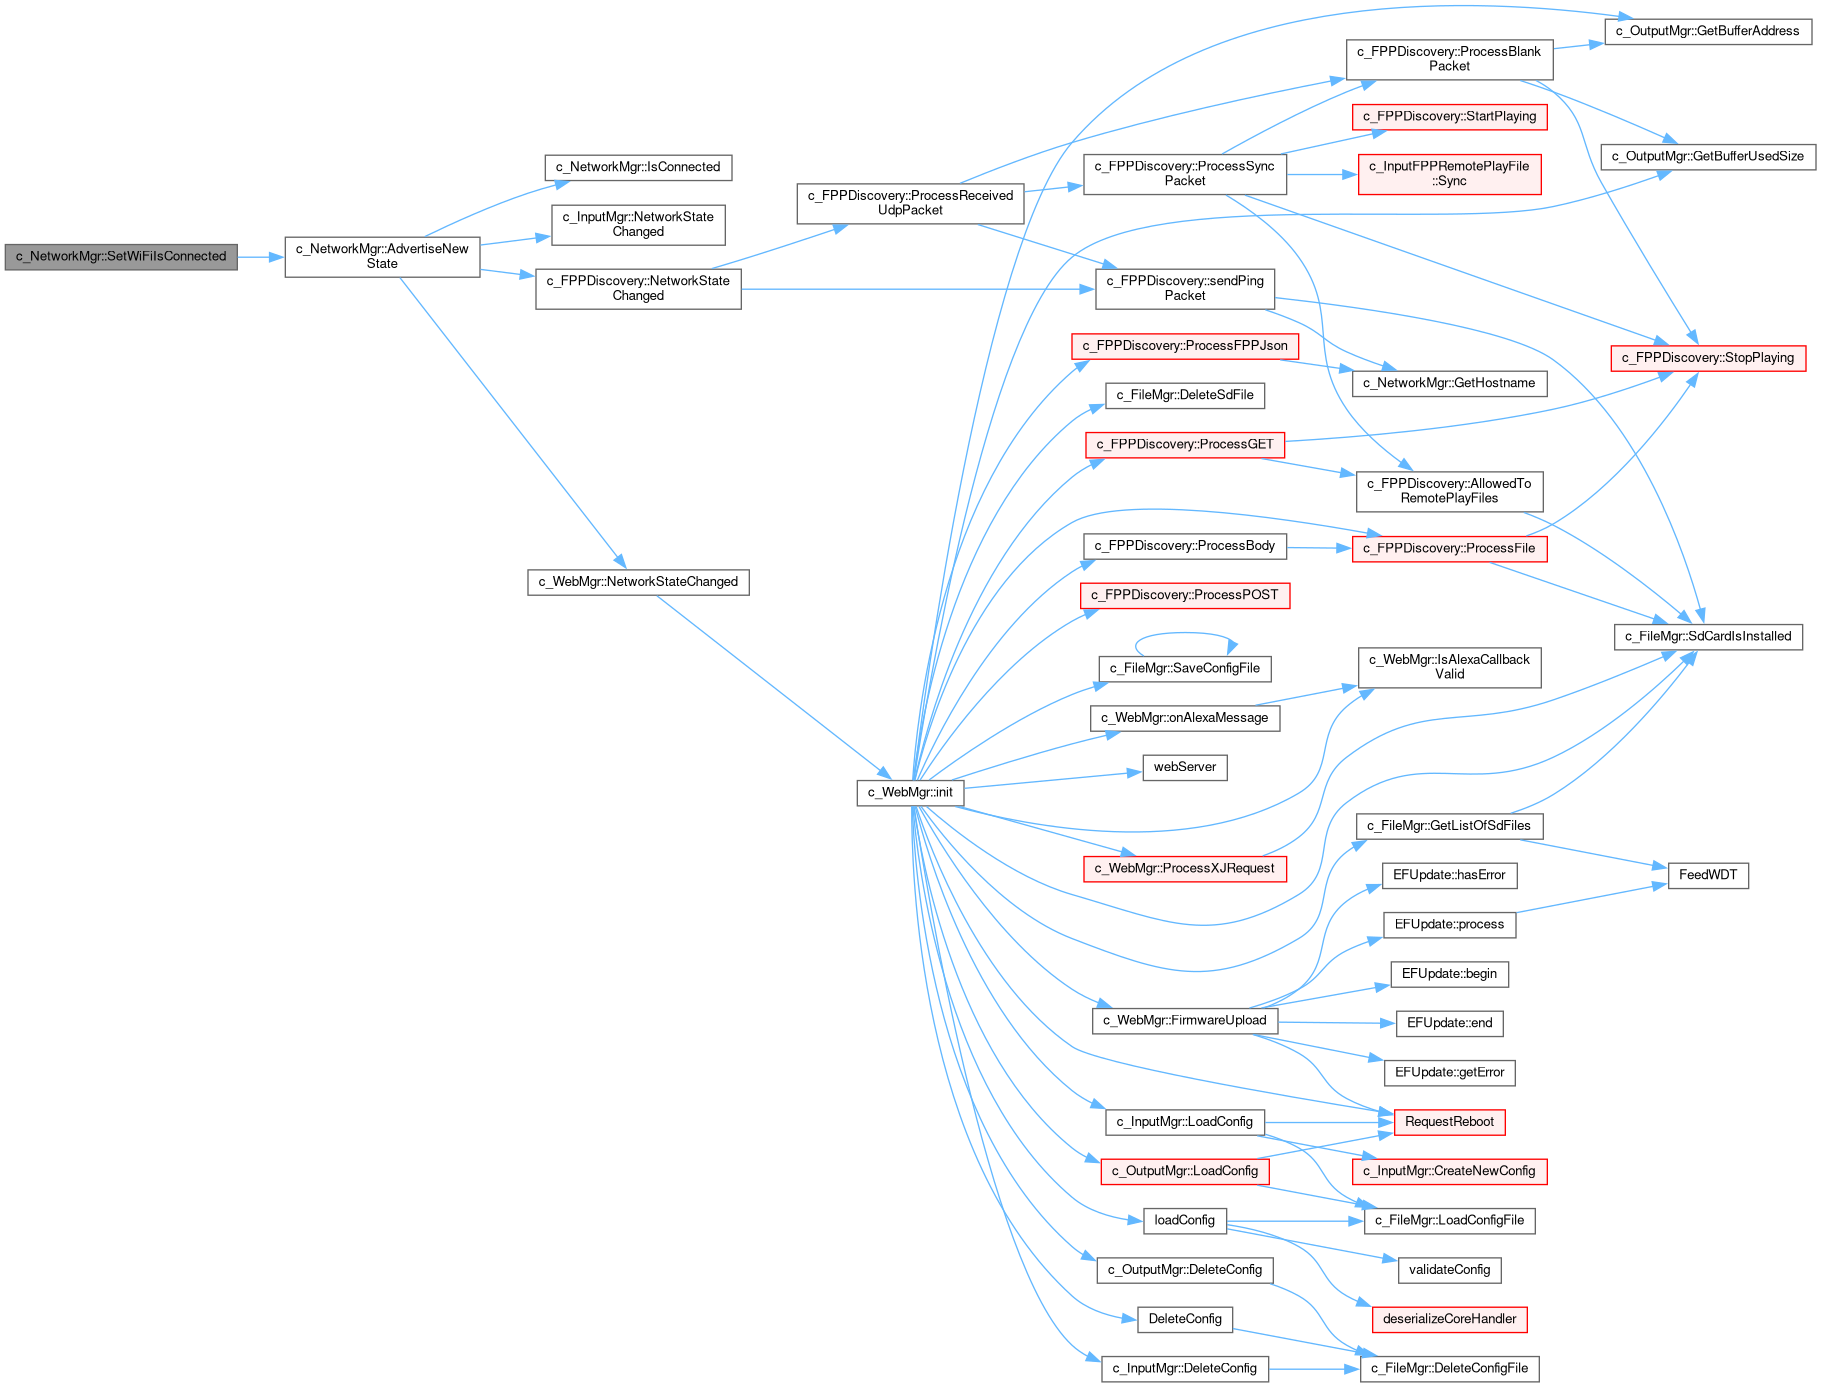 c_NetworkMgr::SetWiFiIsConnected
c_NetworkMgr::AdvertiseNew
State
c_NetworkMgr::IsConnected
c_InputMgr::NetworkState
Changed
c_FPPDiscovery::NetworkState
Changed
c_WebMgr::NetworkStateChanged
c_FPPDiscovery::ProcessReceived
UdpPacket
c_WebMgr::init
c_FPPDiscovery::ProcessSync
Packet
c_FPPDiscovery::sendPing
Packet
c_FPPDiscovery::ProcessFPPJson
c_FileMgr::DeleteSdFile
c_FPPDiscovery::ProcessGET
c_FPPDiscovery::ProcessBody
c_FPPDiscovery::ProcessPOST
c_FileMgr::SaveConfigFile
c_WebMgr::onAlexaMessage
webServer
c_WebMgr::ProcessXJRequest
c_WebMgr::FirmwareUpload
c_InputMgr::LoadConfig
c_OutputMgr::LoadConfig
loadConfig
c_OutputMgr::DeleteConfig
DeleteConfig
c_InputMgr::DeleteConfig
c_FPPDiscovery::ProcessBlank
Packet
c_FPPDiscovery::StartPlaying
c_InputFPPRemotePlayFile
::Sync
c_NetworkMgr::GetHostname
c_FPPDiscovery::AllowedTo
RemotePlayFiles
c_FPPDiscovery::ProcessFile
c_WebMgr::IsAlexaCallback
Valid
c_FileMgr::GetListOfSdFiles
EFUpdate::hasError
EFUpdate::process
EFUpdate::begin
EFUpdate::end
EFUpdate::getError
RequestReboot
c_InputMgr::CreateNewConfig
c_FileMgr::LoadConfigFile
validateConfig
deserializeCoreHandler
c_FileMgr::DeleteConfigFile
c_OutputMgr::GetBufferAddress
c_OutputMgr::GetBufferUsedSize
c_FPPDiscovery::StopPlaying
c_FileMgr::SdCardIsInstalled
FeedWDT